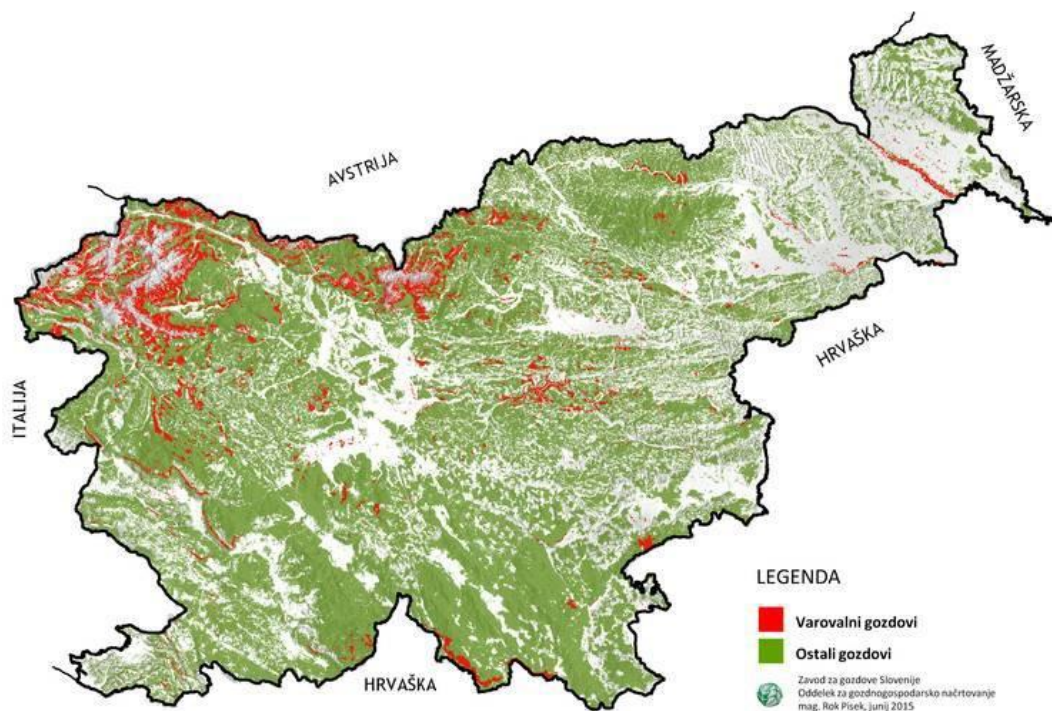 MADŽARSKA
AVSTRIJA
HRVAŠKA
ITALIJA
HRVAŠKA
LEGENDA
Varovalni gozdovi
Ostali gozdovi
Zavod za gozdove Slovenije
Oddelek za gozdnogospodarsko načrtovanje
mag. Rok Pisek, junij 2015